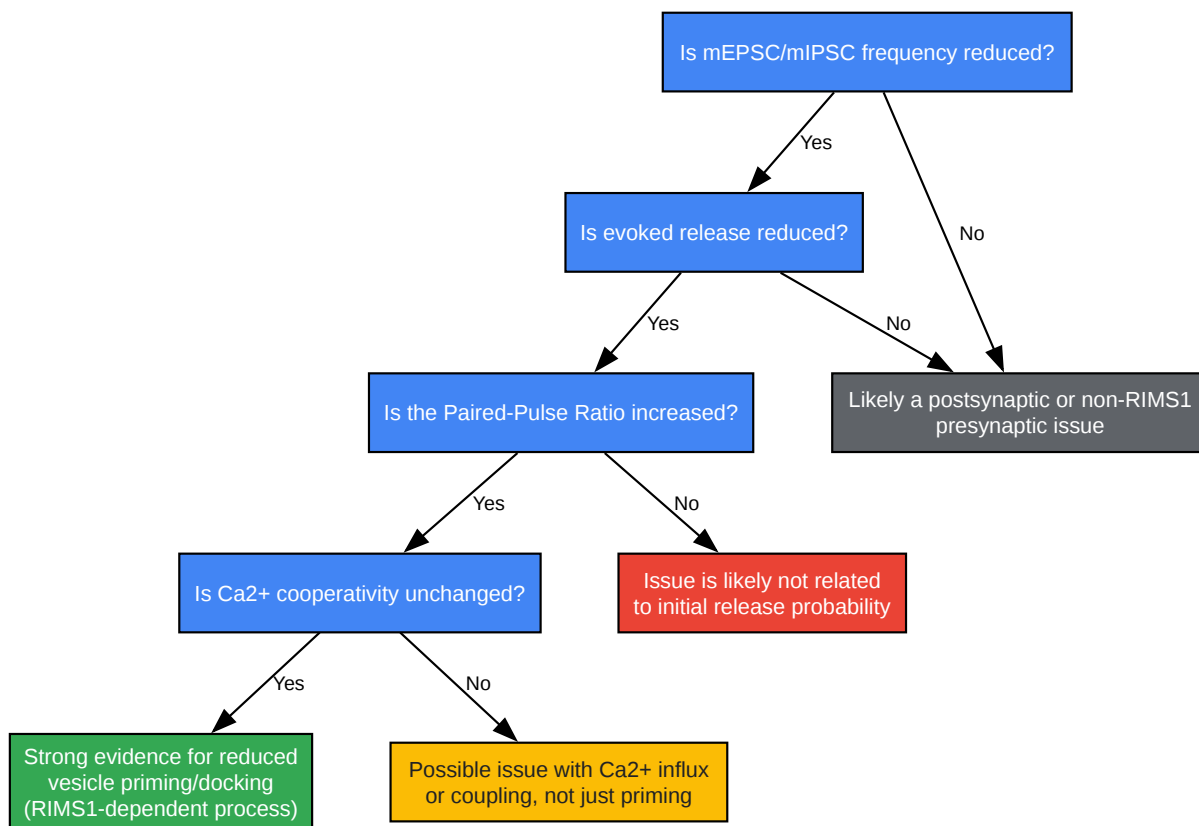 Is mEPSC/mIPSC frequency reduced?
Yes
No
Is evoked release reduced?
Yes
No
Is the Paired-Pulse Ratio increased?
Likely a postsynaptic or non-RIMS1
presynaptic issue
Yes
No
Is Ca2+ cooperativity unchanged?
Issue is likely not related
to initial release probability
Yes
No
Strong evidence for reduced
vesicle priming/docking
(RIMS1-dependent process)
Possible issue with Ca2+ influx
or coupling, not just priming